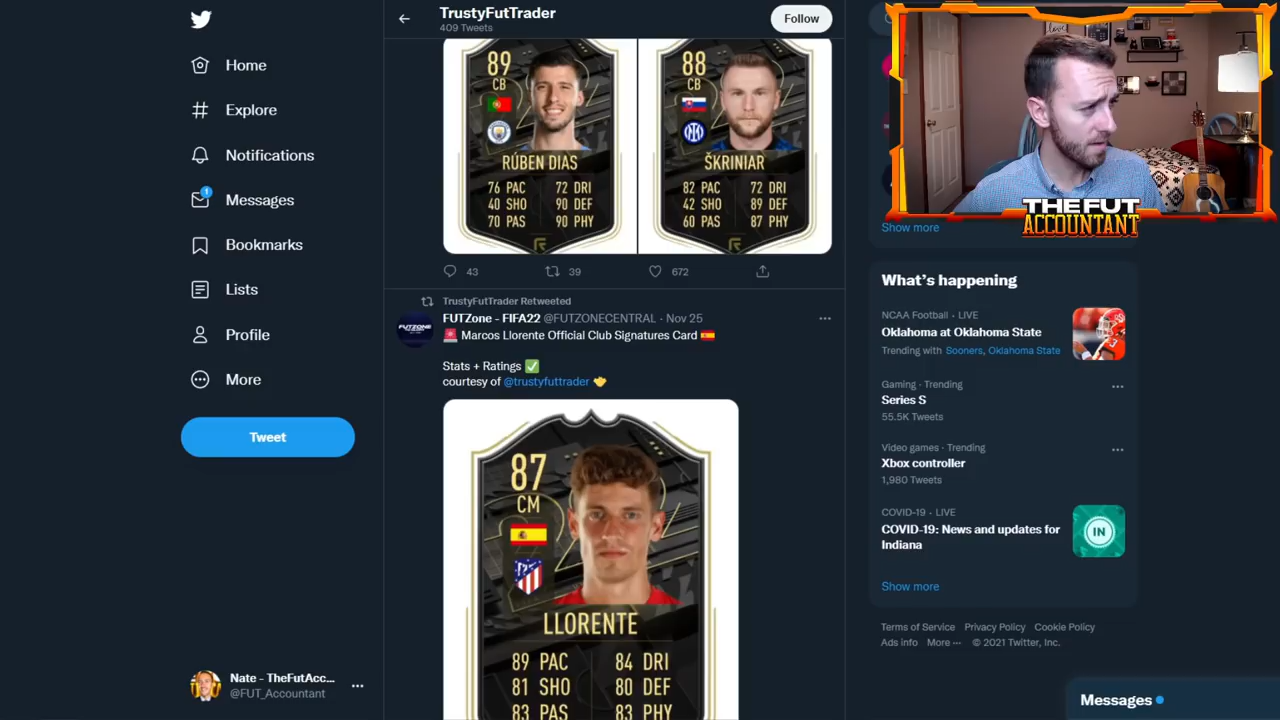 Home
Explore
Notifications
1
Messages
Bookmarks
Lists
Profile
More
Tweet
Nate - TheFutAcc...
@FUT_Accountant
TrustyFutTrader
409 Tweets
Follow
89
CB
RÚBEN DIAS
76 PAC 72 DRI
40 SHO 90 DEF
70 PAS 90 PHY
88
CB
ŠKRINIAR
82 PAC 72 DRI
42 SHO 89 DEF
60 PAS 87 PHY
43 39 672
TrustyFutTrader Retweeted
FUTZONE
FUTZone - FIFA22 @FUTZONECENTRAL · Nov 25
Marcos Llorente Official Club Signatures Card
Stats + Ratings
courtesy of @trustyfuttrader
87
CM
LLORENTE
89 PAC 84 DRI
81 SHO 80 DEF
83 PAS 83 PHY
THE FUT
ACCOUNTANT
Show more
What's happening
NCAA Football · LIVE
Oklahoma at Oklahoma State
Trending with Sooners, Oklahoma State
Gaming · Trending
Series S
55.5K Tweets
Video games · Trending
Xbox controller
1,980 Tweets
COVID-19 · LIVE
COVID-19: News and updates for
Indiana
IN
Show more
Terms of Service Privacy Policy Cookie Policy
Ads info More ··· © 2021 Twitter, Inc.
Messages